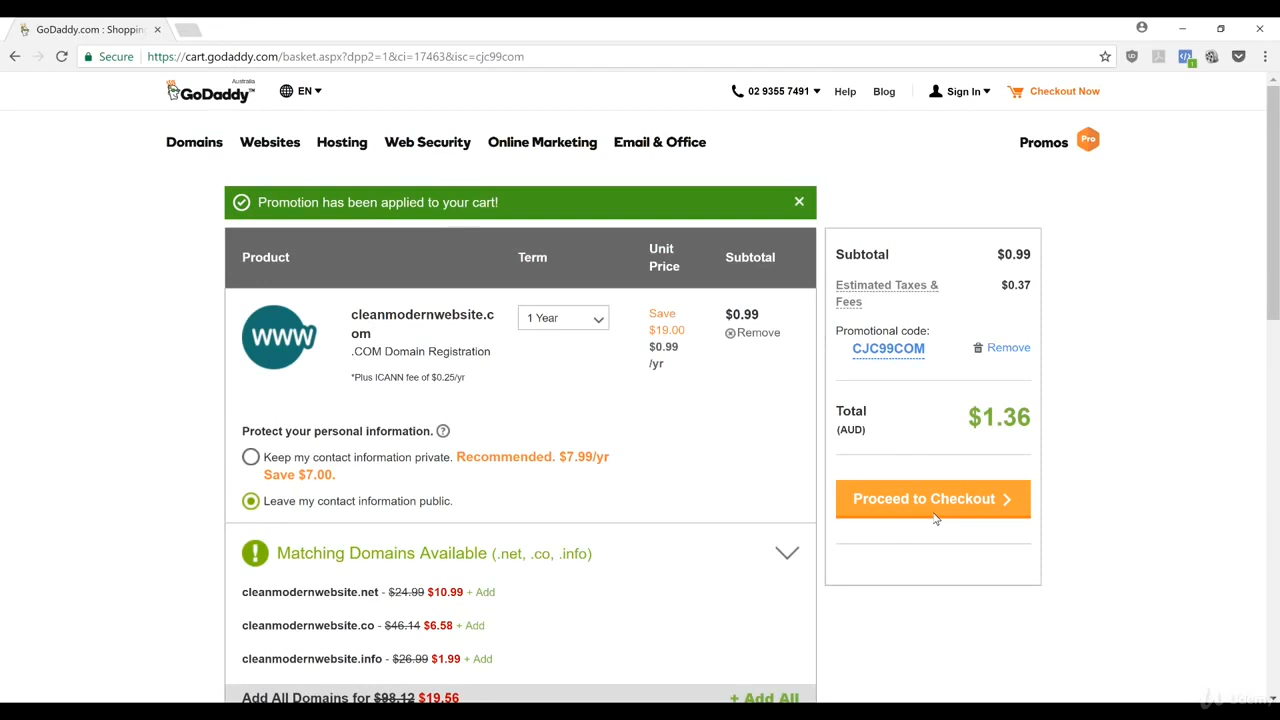 GoDaddy.com : Shopping
Secure
https://cart.godaddy.com/basket.aspx?dpp2=1&ci=17463&isc=cjc99com
Australia
GoDaddy™
EN
02 9355 7491
Help
Blog
Sign In
Checkout Now
Domains
Websites
Hosting
Web Security
Online Marketing
Email & Office
Promos
Pro
Promotion has been applied to your cart!
Product
Term
Unit
Price
Subtotal
www
cleanmodernwebsite.c
om
.COM Domain Registration
*Plus ICANN fee of $0.25/yr
1 Year
Save
$19.00
$0.99
/yr
$0.99
Remove
Protect your personal information. ?
Keep my contact information private. Recommended. $7.99/yr
Save $7.00.
Leave my contact information public.
! Matching Domains Available (.net, .co, .info)
cleanmodernwebsite.net - $24.99 $10.99 + Add
cleanmodernwebsite.co - $46.14 $6.58 + Add
cleanmodernwebsite.info - $26.99 $1.99 + Add
Add All Domains for $98.12 $19.56
+ Add All
Subtotal
$0.99
Estimated Taxes &
Fees
$0.37
Promotional code:
CJC99COM
Remove
Total
(AUD)
$1.36
Proceed to Checkout
Udemy